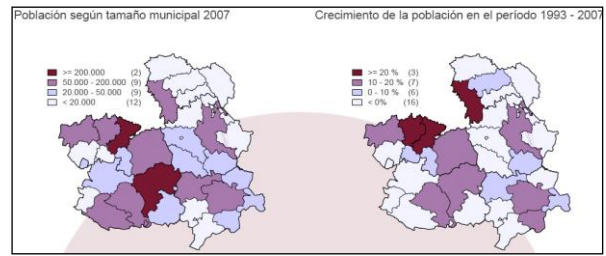 Población según tamaño municipal 2007
>= 200.000 (2)
50.000 - 200.000 (9)
20.000 - 50.000 (9)
< 20.000 (12)
Crecimiento de la población en el período 1993 - 2007
>= 20 % (3)
10 - 20 % (7)
0 - 10 % (6)
< 0% (16)